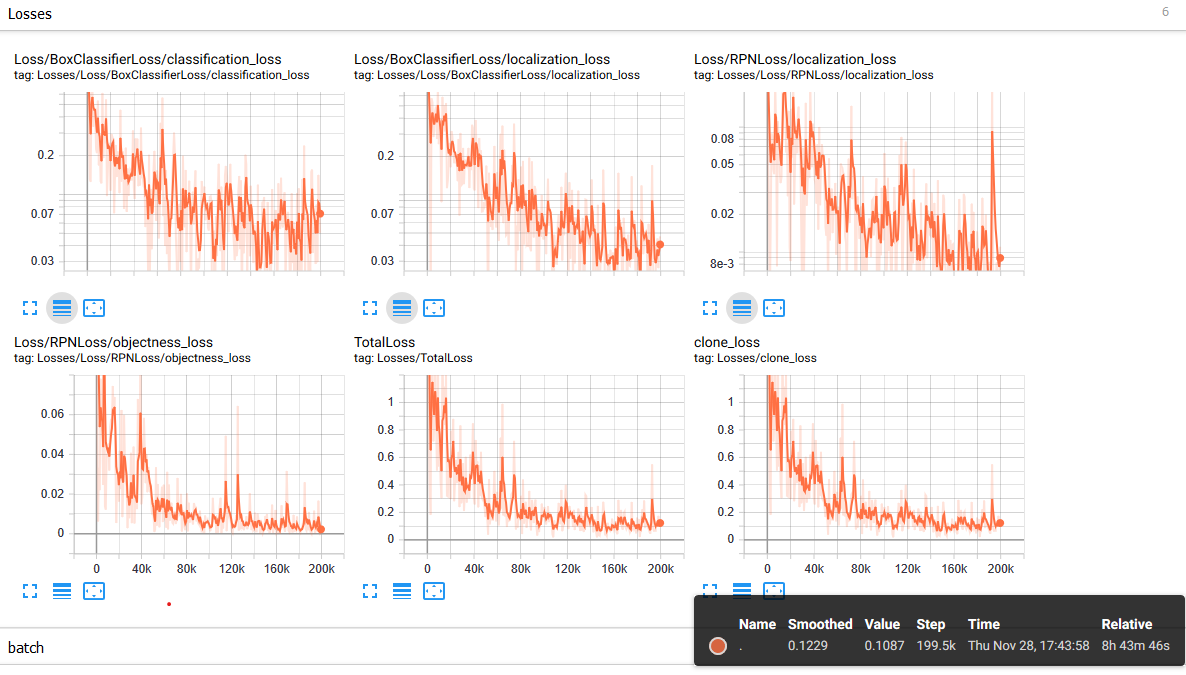 Losses
6
Loss/BoxClassifierLoss/classification_loss
tag: Losses/Loss/BoxClassifierLoss/classification_loss
0.2
0.07
0.03
Loss/BoxClassifierLoss/localization_loss
tag: Losses/Loss/BoxClassifierLoss/localization_loss
0.2
0.07
0.03
Loss/RPNLoss/localization_loss
tag: Losses/Loss/RPNLoss/localization_loss
0.08
0.05
0.02
8e-3
Loss/RPNLoss/objectness_loss
tag: Losses/Loss/RPNLoss/objectness_loss
0.06
0.04
0.02
0
0 40k 80k 120k 160k 200k
TotalLoss
tag: Losses/TotalLoss
1
0.8
0.6
0.4
0.2
0
0 40k 80k 120k 160k 200k
clone_loss
tag: Losses/clone_loss
1
0.8
0.6
0.4
0.2
0
0 40k 80k 120k 160k 200k
Name Smoothed Value Step Time Relative
. 0.1229 0.1087 199.5k Thu Nov 28, 17:43:58 8h 43m 46s
batch